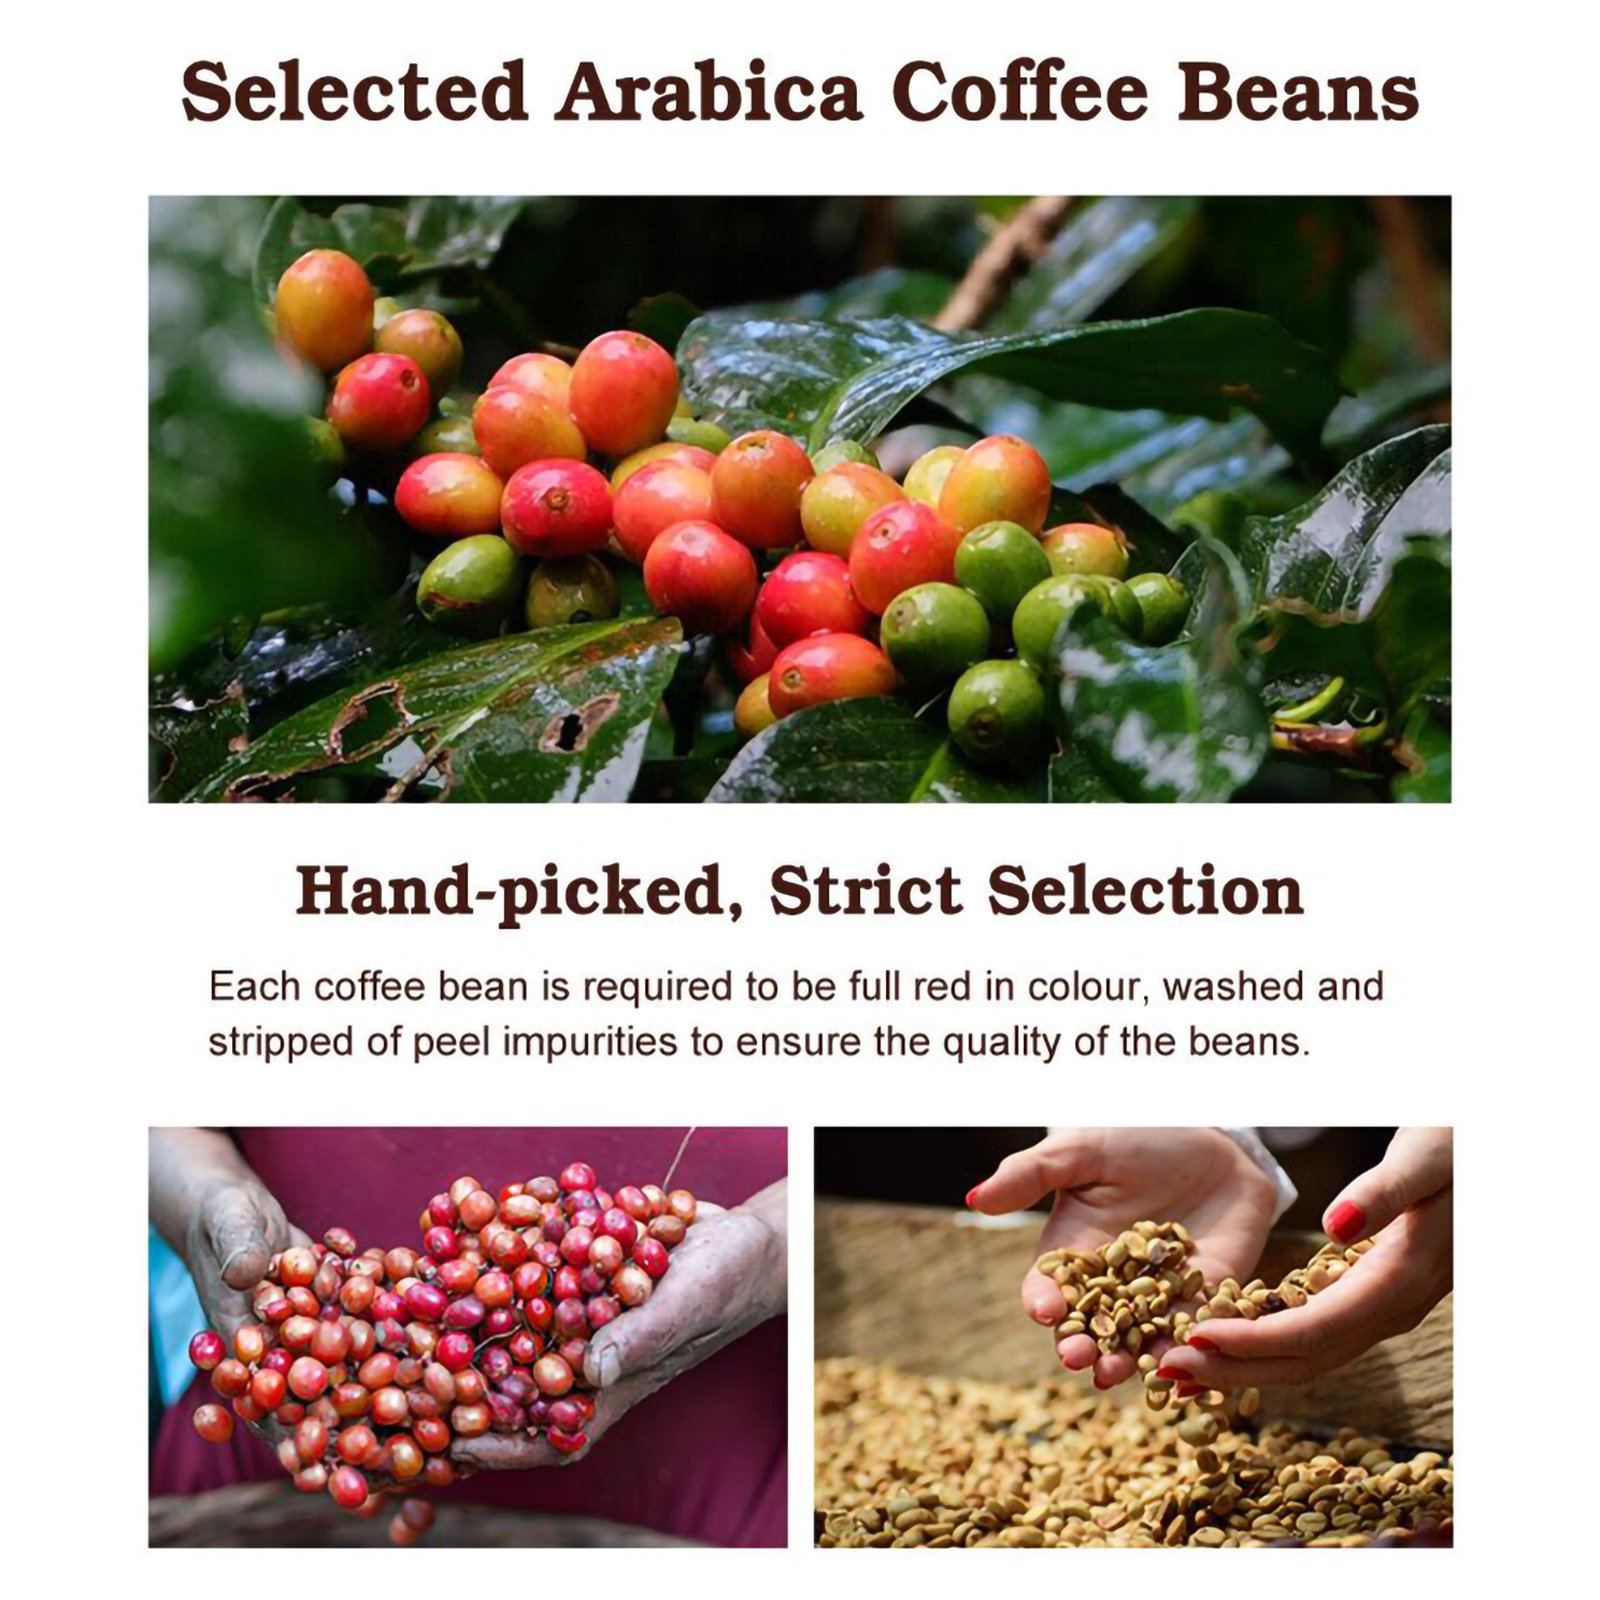 Selected Arabica Coffee Beans
Hand-picked, Strict Selection
Each coffee bean is required to be full red in colour, washed and
stripped of peel impurities to ensure the quality of the beans.